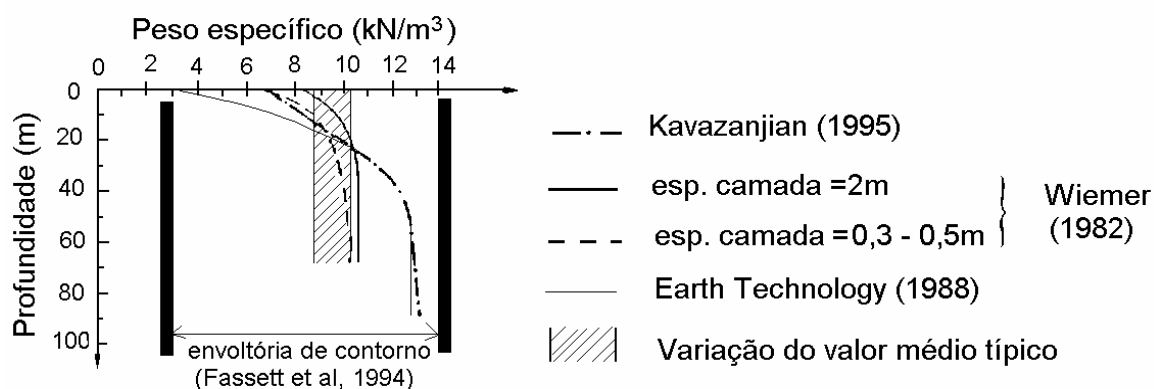 Peso específico (kN/m³)
0 2 4 6 8 10 12 14
Profundidade (m)
0
20
40
60
80
100
envoltória de contorno
(Fassett et al, 1994)
Kavazanjian (1995)
esp. camada =2m
esp. camada =0,3 - 0,5m
Wiemer
(1982)
Earth Technology (1988)
Variação do valor médio típico